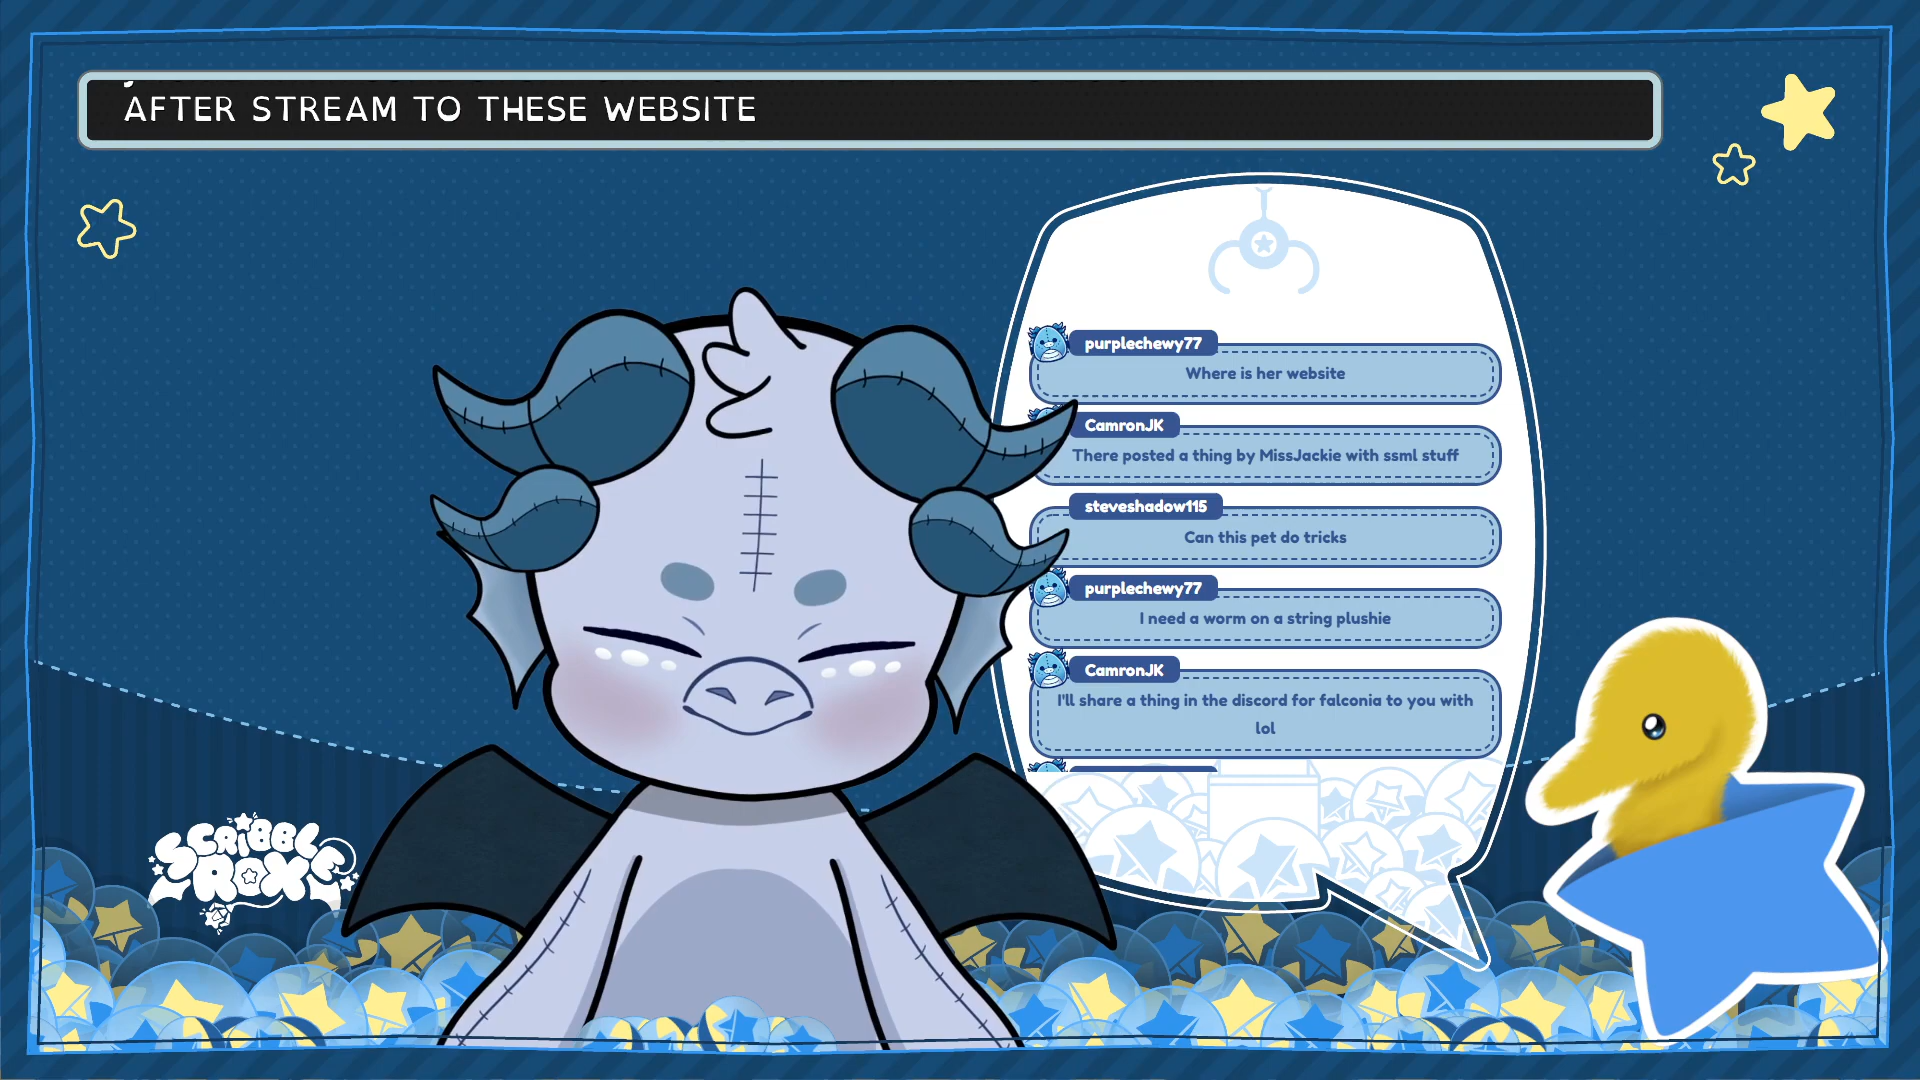 AFTER STREAM TO THESE WEBSITE
purplechewy77
Where is her website
CamronJK
There posted a thing by MissJackie with ssml stuff
steveshadow115
Can this pet do tricks
purplechewy77
I need a worm on a string plushie
CamronJK
I'll share a thing in the discord for falconia to you with
lol
SCRIBBLE
ROX